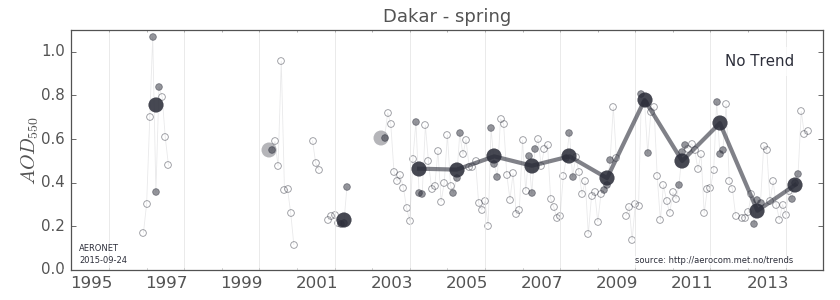 Dakar - spring
No Trend
1.0
0.8
0.6
0.4
0.2
0.0
AOD550
AERONET
2015-09-24
source: http://aerocom.met.no/trends
1995 1997 1999 2001 2003 2005 2007 2009 2011 2013